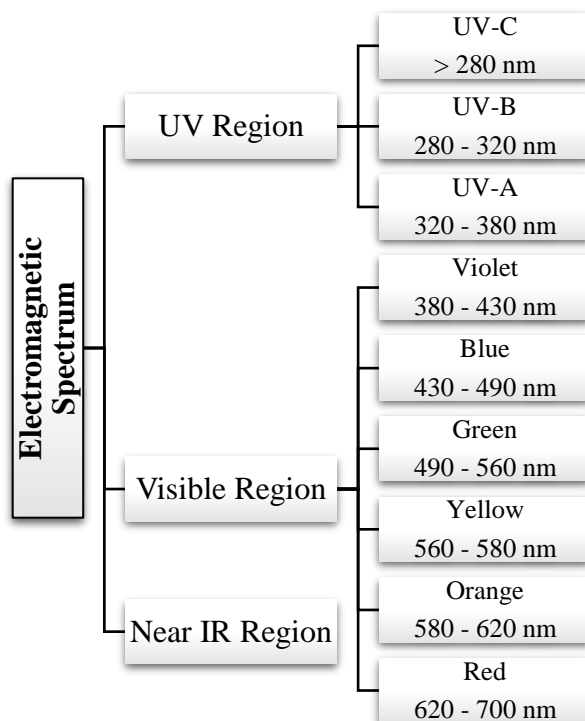 Electromagnetic
Spectrum
UV Region
UV-C
> 280 nm
UV-B
280 - 320 nm
UV-A
320 - 380 nm
Visible Region
Violet
380 - 430 nm
Blue
430 - 490 nm
Green
490 - 560 nm
Yellow
560 - 580 nm
Orange
580 - 620 nm
Red
620 - 700 nm
Near IR Region